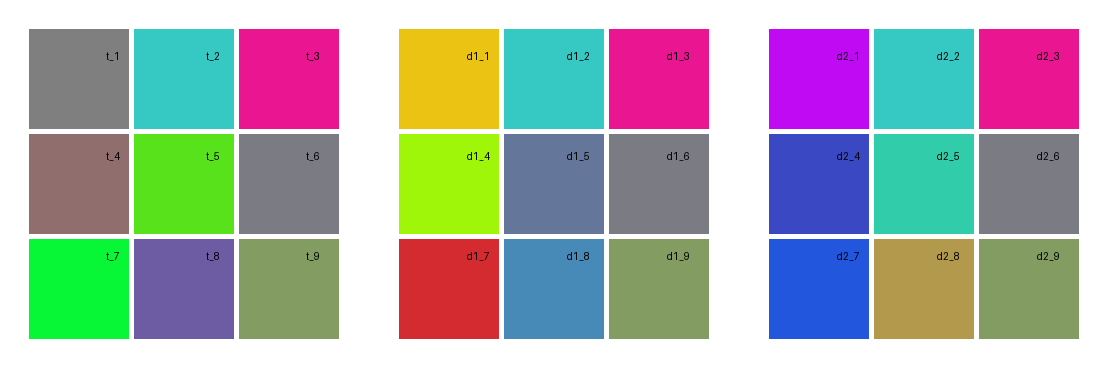 t_1 t_2 t_3 d1_1 d1_2 d1_3 d2_1 d2_2 d2_3
t_4 t_5 t_6 d1_4 d1_5 d1_6 d2_4 d2_5 d2_6
t_7 t_8 t_9 d1_7 d1_8 d1_9 d2_7 d2_8 d2_9